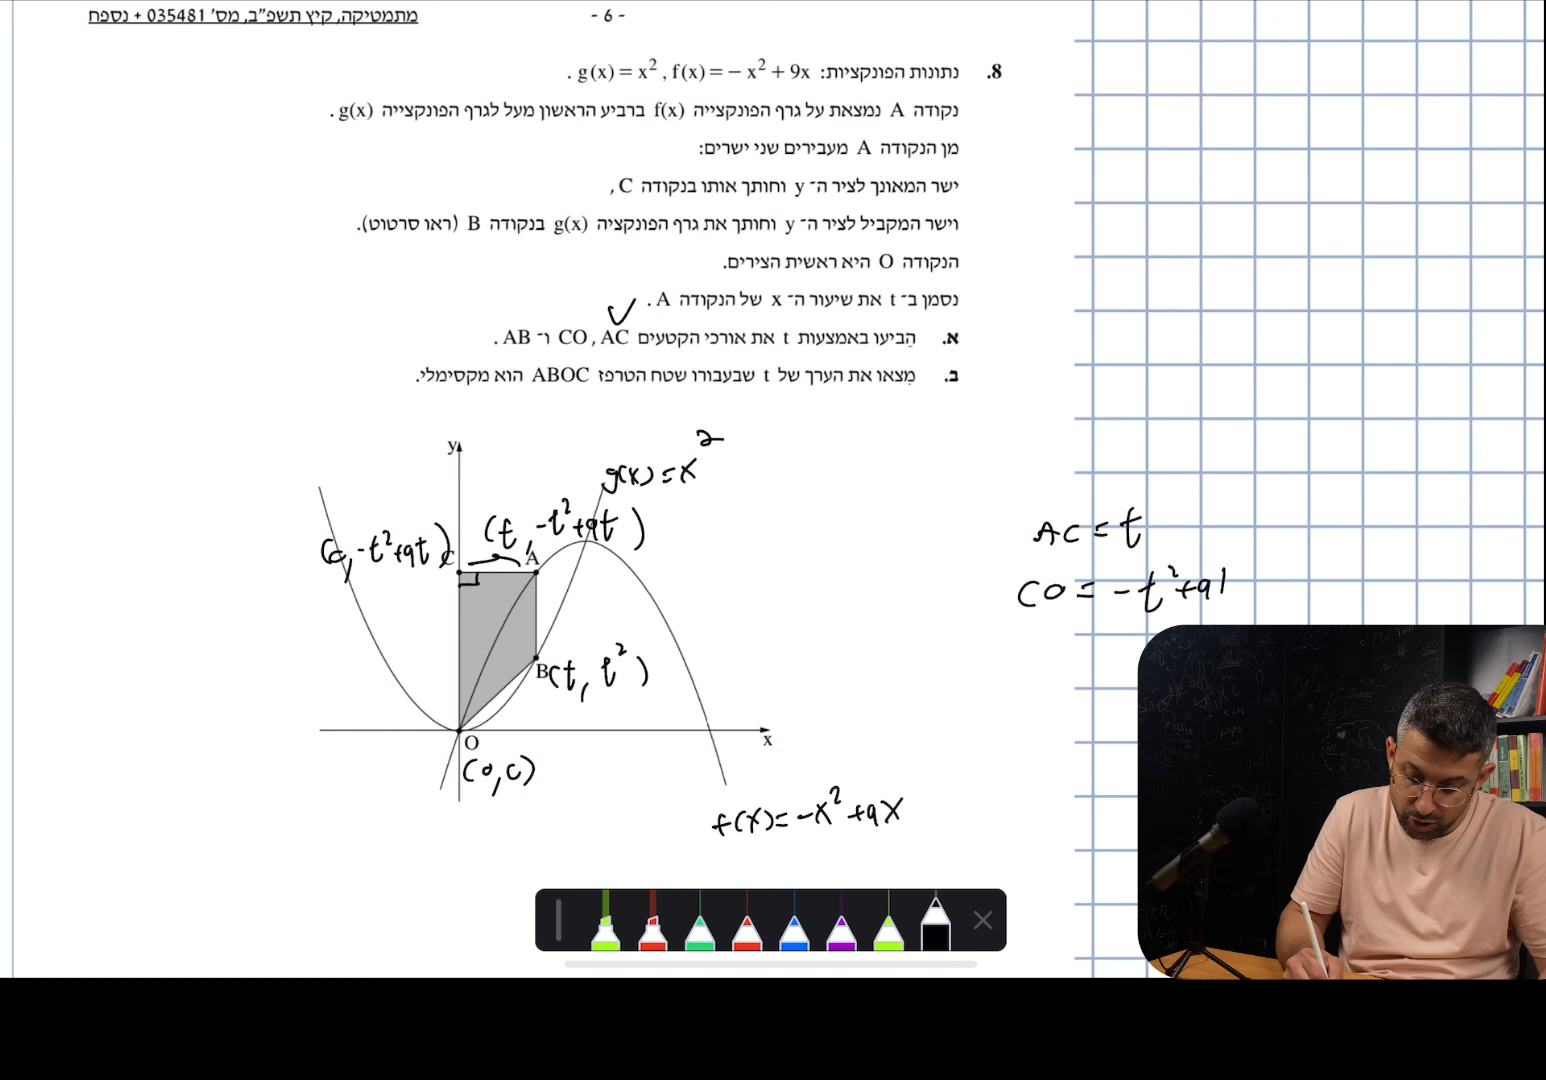 מתמטיקה, קיץ תשפ"ב, מס' 035481 + נספח
- 6 -
8. נתונות הפונקציות: g(x) = x² , f(x) = − x² + 9x .
נקודה A נמצאת על גרף הפונקצייה f(x) ברביע הראשון מעל לגרף הפונקצייה g(x) .
מן הנקודה A מעבירים שני ישרים:
ישר המאונך לציר ה־ y וחותך אותו בנקודה C ,
וישר המקביל לציר ה־ y וחותך את גרף הפונקציה g(x) בנקודה B (ראו סרטוט).
הנקודה O היא ראשית הצירים.
נסמן ב־ t את שיעור ה־ x של הנקודה A .
א. הַביעו באמצעות t את אורכי הקטעים CO , AC ו־ AB .
ב. מִצאו את הערך של t שבעבורו שטח הטרפז ABOC הוא מקסימלי.
y
g(x) = x²
(t, -t²+9t)
(0, -t²+9t) C
A
B(t, t²)
O
x
(0, 0)
f(x) = -x²+9x
AC = t
CO = -t²+9